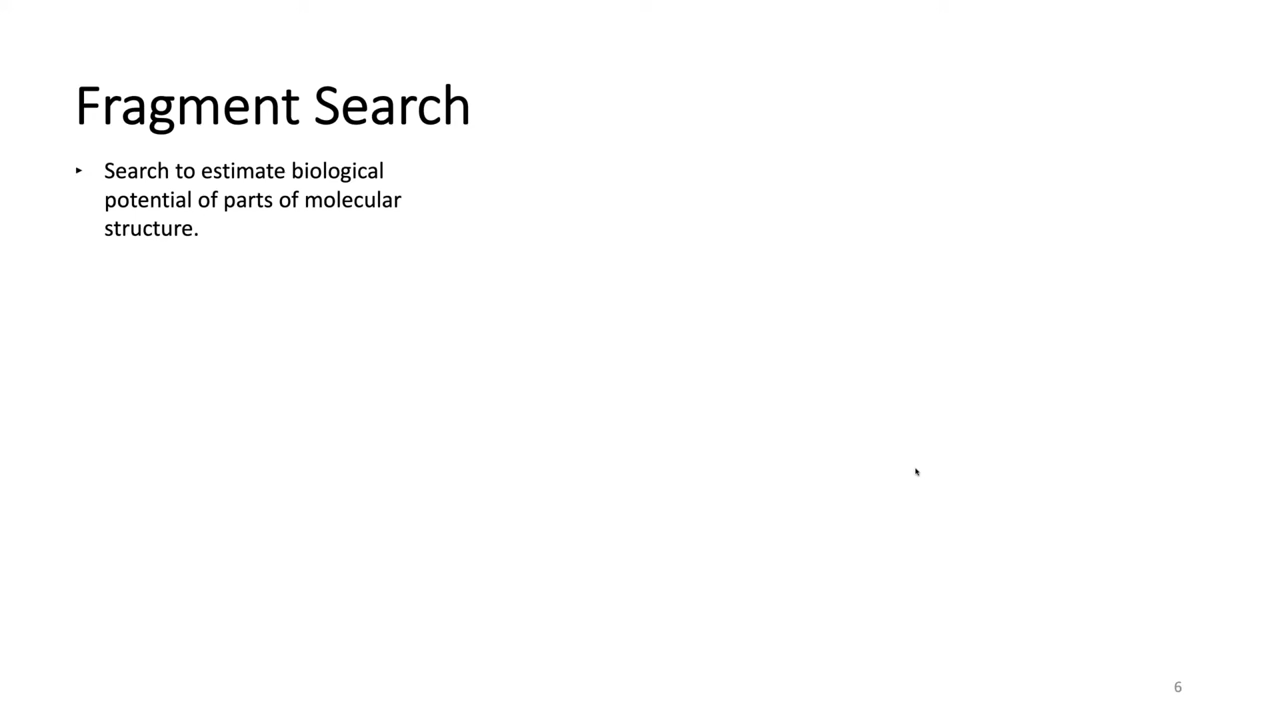 Fragment Search
‣ Search to estimate biological
potential of parts of molecular
structure.
6